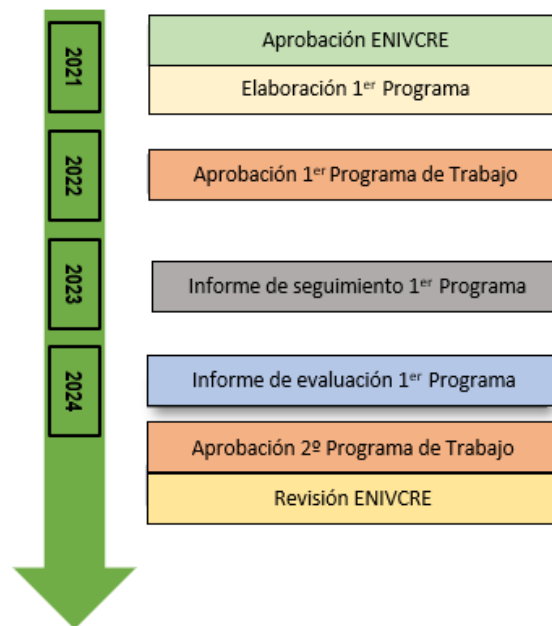 2021
Aprobación ENIVCRE
Elaboración 1er Programa
2022
Aprobación 1er Programa de Trabajo
2023
Informe de seguimiento 1er Programa
2024
Informe de evaluación 1er Programa
Aprobación 2º Programa de Trabajo
Revisión ENIVCRE